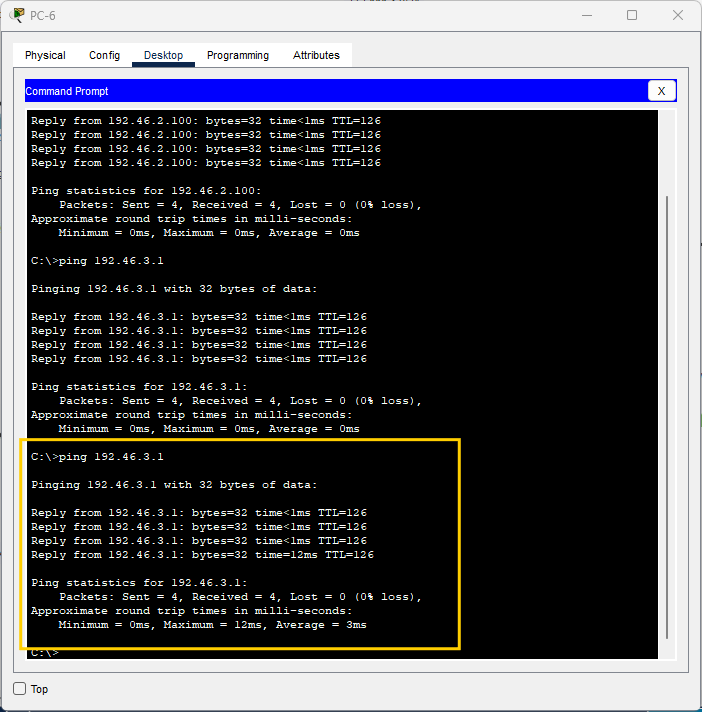 PC-6
Physical Config Desktop Programming Attributes
Command Prompt X
Reply from 192.46.2.100: bytes=32 time<1ms TTL=126
Reply from 192.46.2.100: bytes=32 time<1ms TTL=126
Reply from 192.46.2.100: bytes=32 time<1ms TTL=126
Reply from 192.46.2.100: bytes=32 time<1ms TTL=126
Ping statistics for 192.46.2.100:
Packets: Sent = 4, Received = 4, Lost = 0 (0% loss),
Approximate round trip times in milli-seconds:
Minimum = 0ms, Maximum = 0ms, Average = 0ms
C:\>ping 192.46.3.1
Pinging 192.46.3.1 with 32 bytes of data:
Reply from 192.46.3.1: bytes=32 time<1ms TTL=126
Reply from 192.46.3.1: bytes=32 time<1ms TTL=126
Reply from 192.46.3.1: bytes=32 time<1ms TTL=126
Reply from 192.46.3.1: bytes=32 time<1ms TTL=126
Ping statistics for 192.46.3.1:
Packets: Sent = 4, Received = 4, Lost = 0 (0% loss),
Approximate round trip times in milli-seconds:
Minimum = 0ms, Maximum = 0ms, Average = 0ms
C:\>ping 192.46.3.1
Pinging 192.46.3.1 with 32 bytes of data:
Reply from 192.46.3.1: bytes=32 time<1ms TTL=126
Reply from 192.46.3.1: bytes=32 time<1ms TTL=126
Reply from 192.46.3.1: bytes=32 time<1ms TTL=126
Reply from 192.46.3.1: bytes=32 time=12ms TTL=126
Ping statistics for 192.46.3.1:
Packets: Sent = 4, Received = 4, Lost = 0 (0% loss),
Approximate round trip times in milli-seconds:
Minimum = 0ms, Maximum = 12ms, Average = 3ms
C:\>
Top